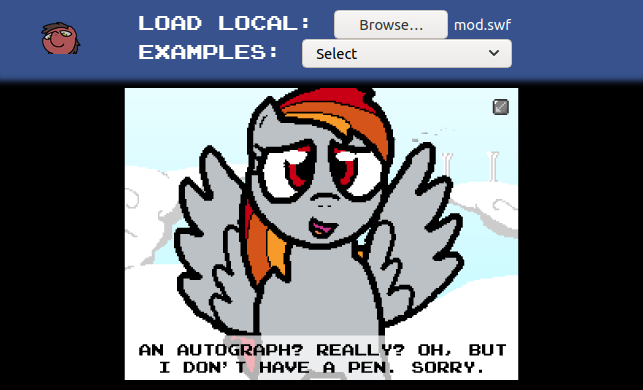 LOAD LOCAL: Browse... mod.swf
EXAMPLES: Select
AN AUTOGRAPH? REALLY? OH, BUT
I DON'T HAVE A PEN. SORRY.